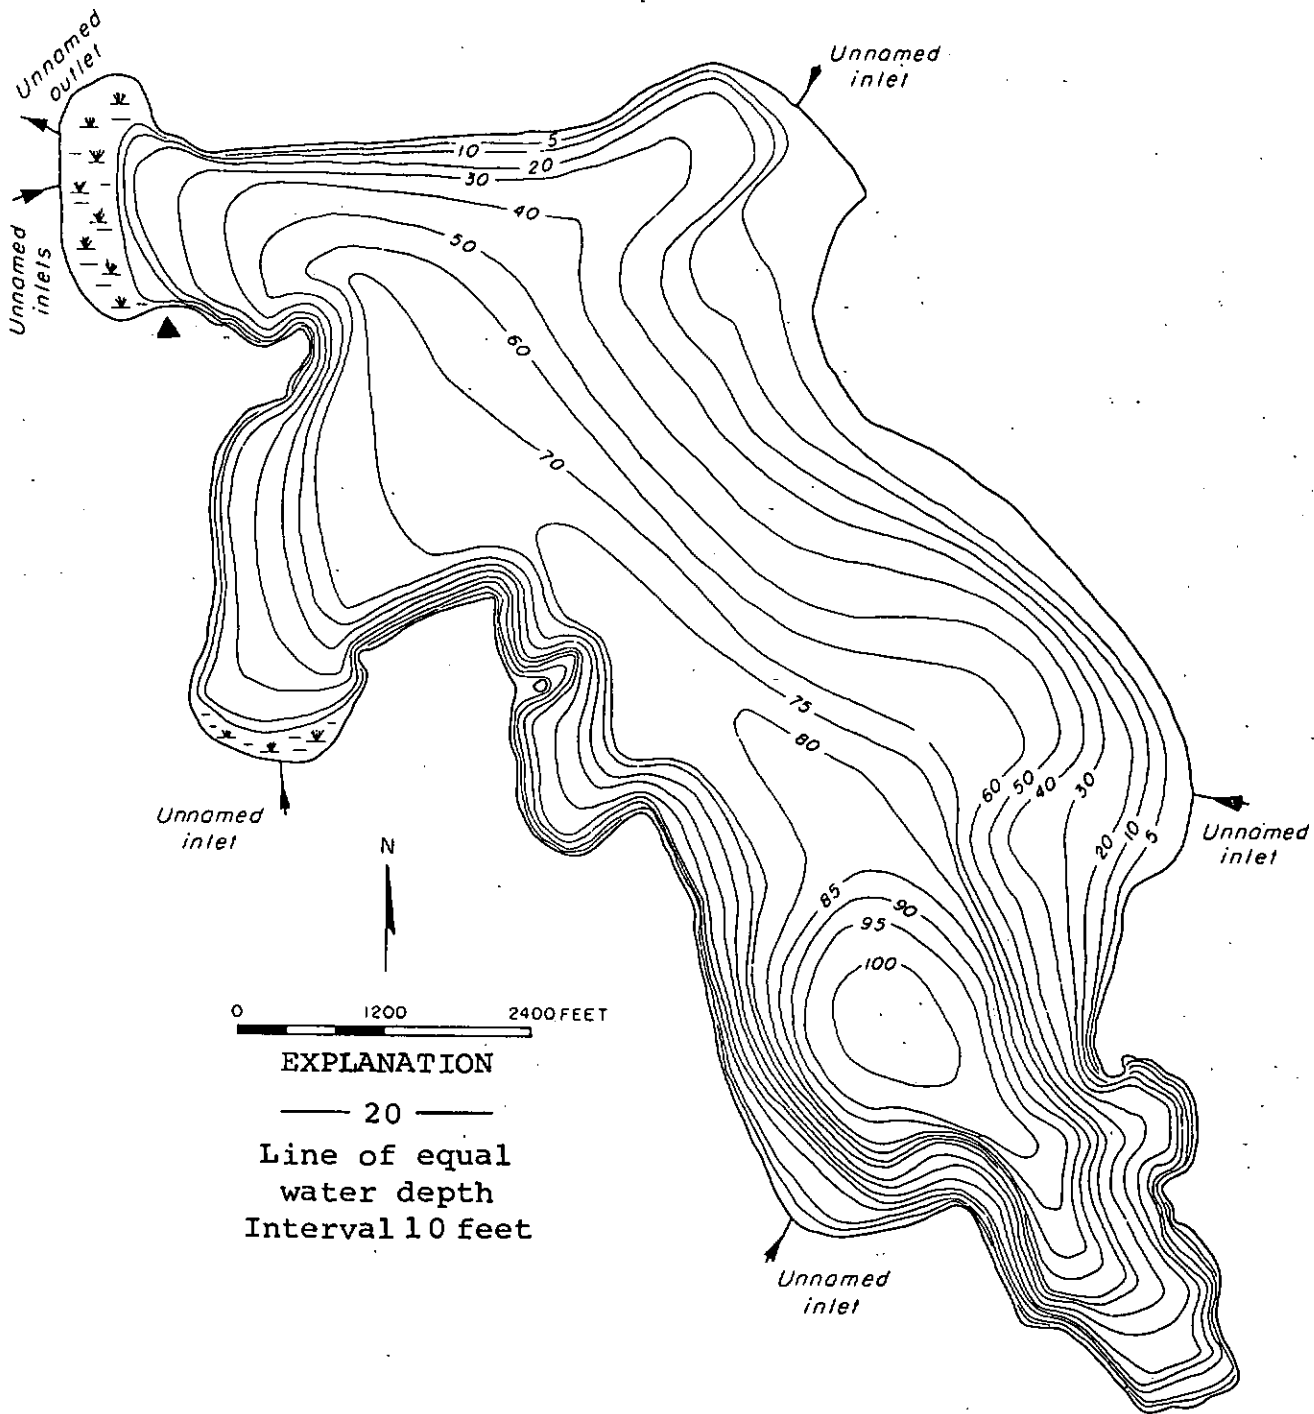 Unnamed
outlet
Unnamed
inlet
Unnamed
inlets
5
10
20
30
40
50
60
70
75
80
60
50
40
30
20
10
5
85
90
95
100
Unnamed
inlet
Unnamed
inlet
N
0 1200 2400 FEET
EXPLANATION
20
Line of equal
water depth
Interval 10 feet
Unnamed
inlet